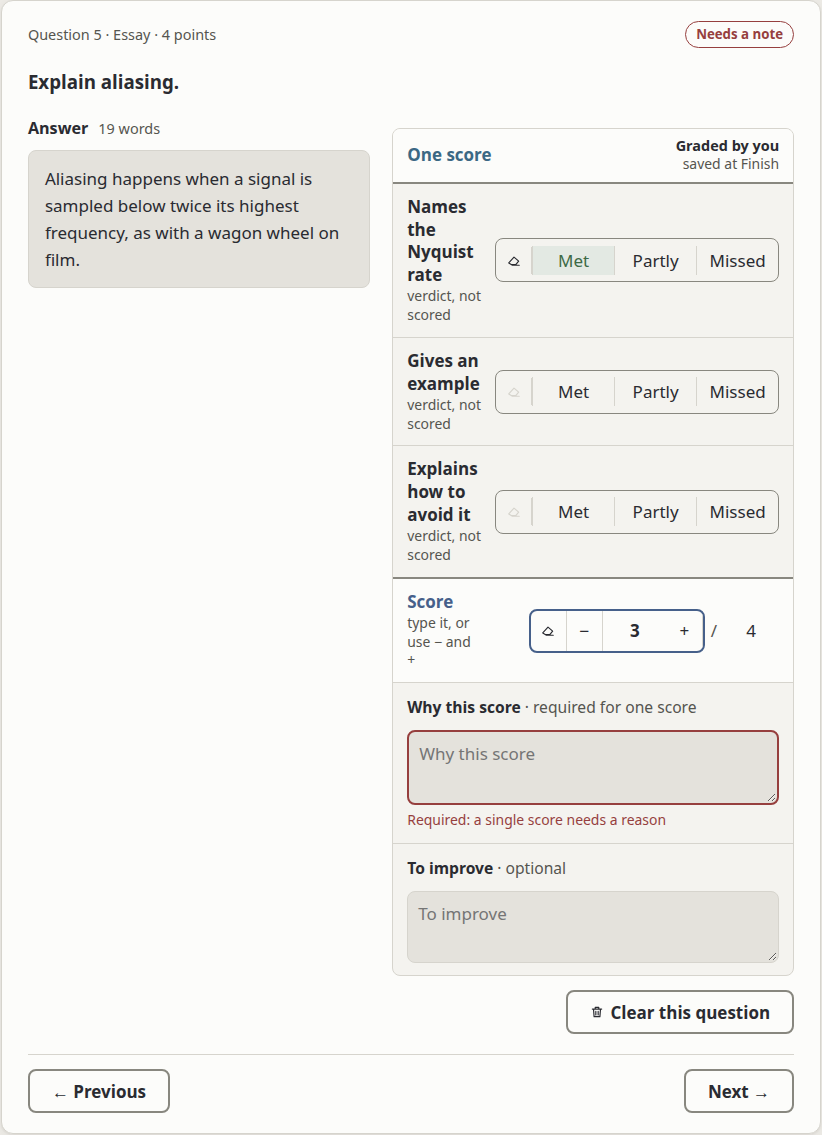 Question 5 · Essay · 4 points
Needs a note
Explain aliasing.
Answer 19 words
Aliasing happens when a signal is
sampled below twice its highest
frequency, as with a wagon wheel on
film.
One score
Graded by you
saved at Finish
Names
the
Nyquist
rate
verdict, not
scored
Met Partly Missed
Gives an
example
verdict, not
scored
Met Partly Missed
Explains
how to
avoid it
verdict, not
scored
Met Partly Missed
Score
type it, or
use − and
+
− 3 + / 4
Why this score · required for one score
Why this score
Required: a single score needs a reason
To improve · optional
To improve
Clear this question
← Previous
Next →